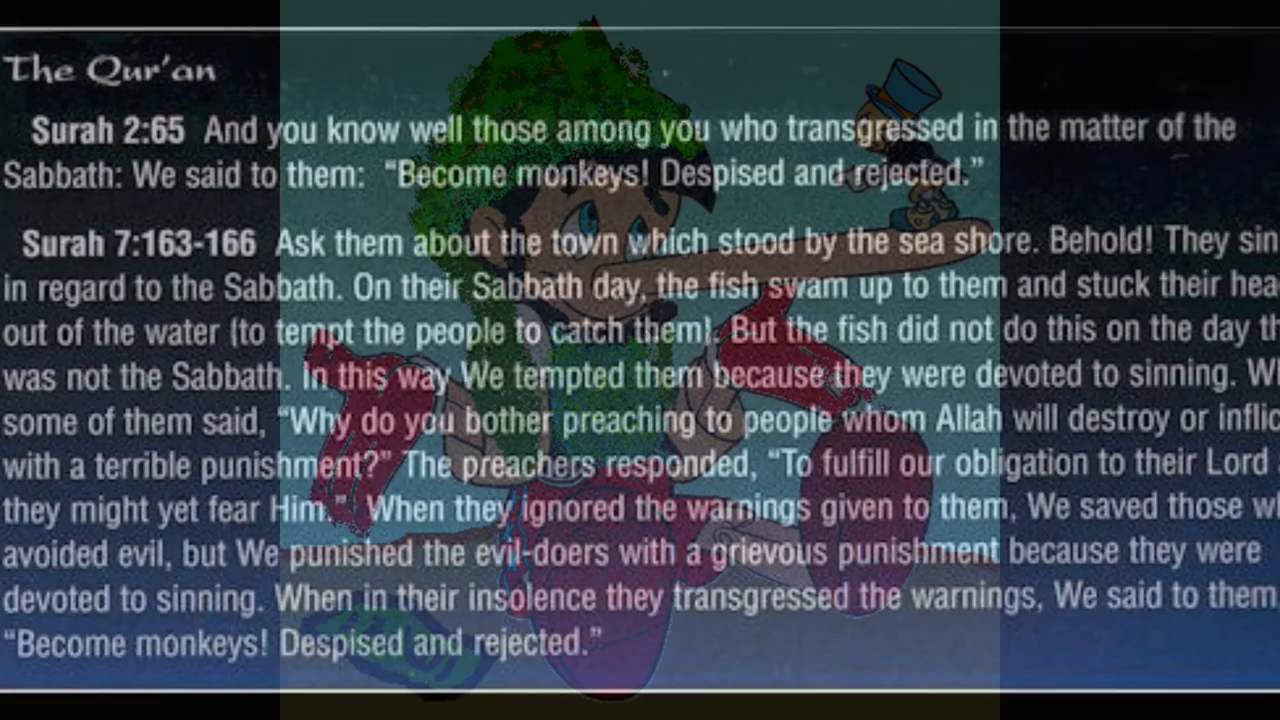 The Qur'an
Surah 2:65 And you know well those among you who transgressed in the matter of the
Sabbath: We said to them: “Become monkeys! Despised and rejected.”
Surah 7:163-166 Ask them about the town which stood by the sea shore. Behold! They sin
in regard to the Sabbath. On their Sabbath day, the fish swam up to them and stuck their hea
out of the water (to tempt the people to catch them). But the fish did not do this on the day th
was not the Sabbath. In this way We tempted them because they were devoted to sinning. Wh
some of them said, “Why do you bother preaching to people whom Allah will destroy or inflic
with a terrible punishment?” The preachers responded, “To fulfill our obligation to their Lord
they might yet fear Him.” When they ignored the warnings given to them, We saved those wh
avoided evil, but We punished the evil-doers with a grievous punishment because they were
devoted to sinning. When in their insolence they transgressed the warnings, We said to them
“Become monkeys! Despised and rejected.”